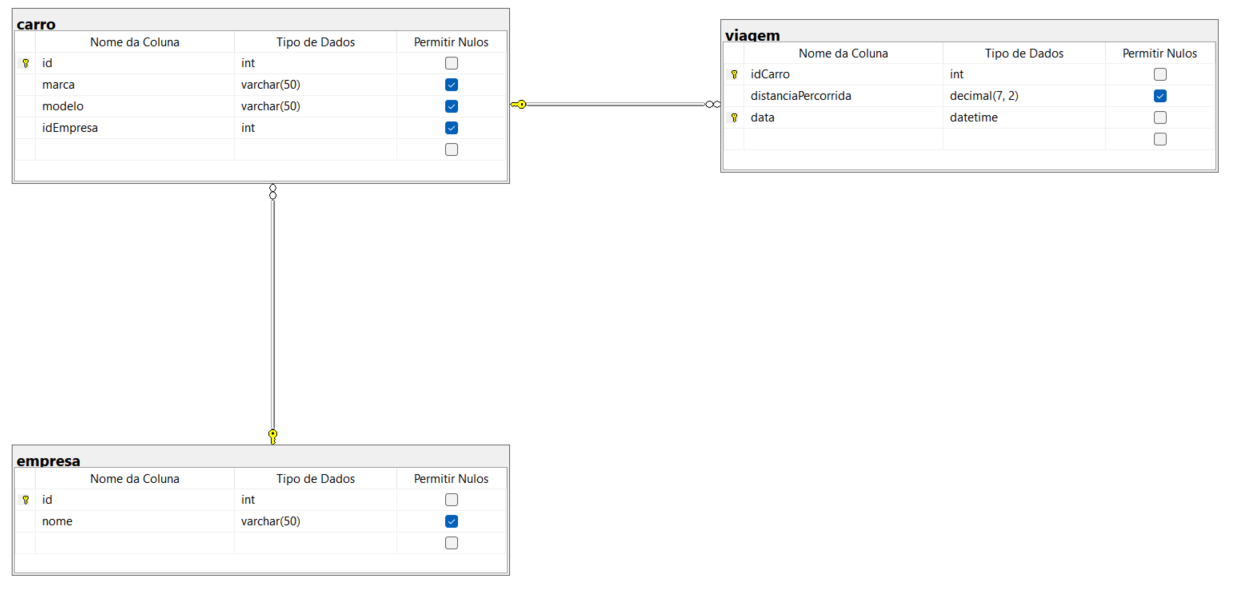 carro
Nome da Coluna Tipo de Dados Permitir Nulos
id int
marca varchar(50)
modelo varchar(50)
idEmpresa int
viagem
Nome da Coluna Tipo de Dados Permitir Nulos
idCarro int
distanciaPercorrida decimal(7, 2)
data datetime
empresa
Nome da Coluna Tipo de Dados Permitir Nulos
id int
nome varchar(50)